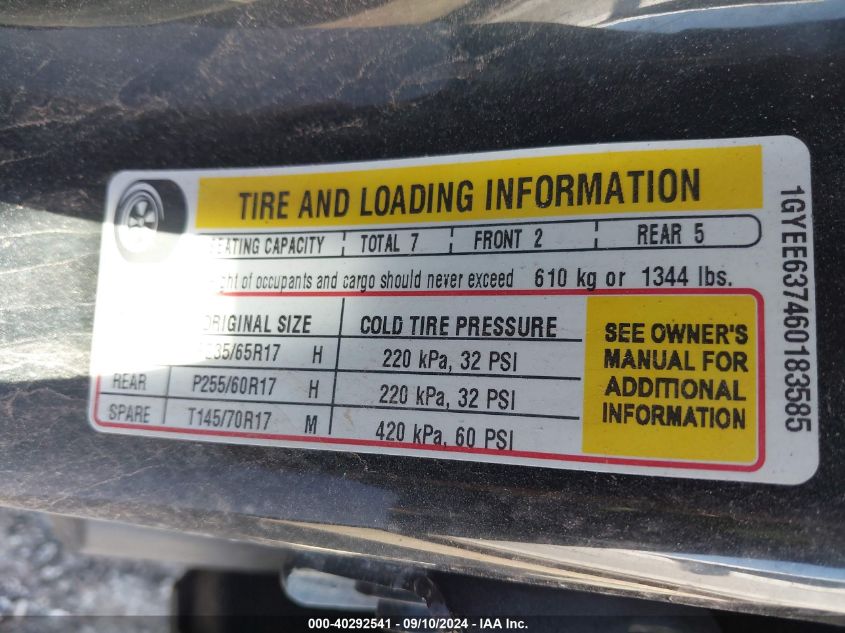 TIRE AND LOADING INFORMATION
SEATING CAPACITY TOTAL 7 FRONT 2 REAR 5
of occupants and cargo should never exceed 610 kg or 1344 lbs.
ORIGINAL SIZE COLD TIRE PRESSURE
235/65R17 H 220 kPa, 32 PSI
REAR P255/60R17 H 220 kPa, 32 PSI
SPARE T145/70R17 M 420 kPa, 60 PSI
SEE OWNER'S
MANUAL FOR
ADDITIONAL
INFORMATION
1GYEE637460183585
000-40292541 - 09/10/2024 - IAA Inc.